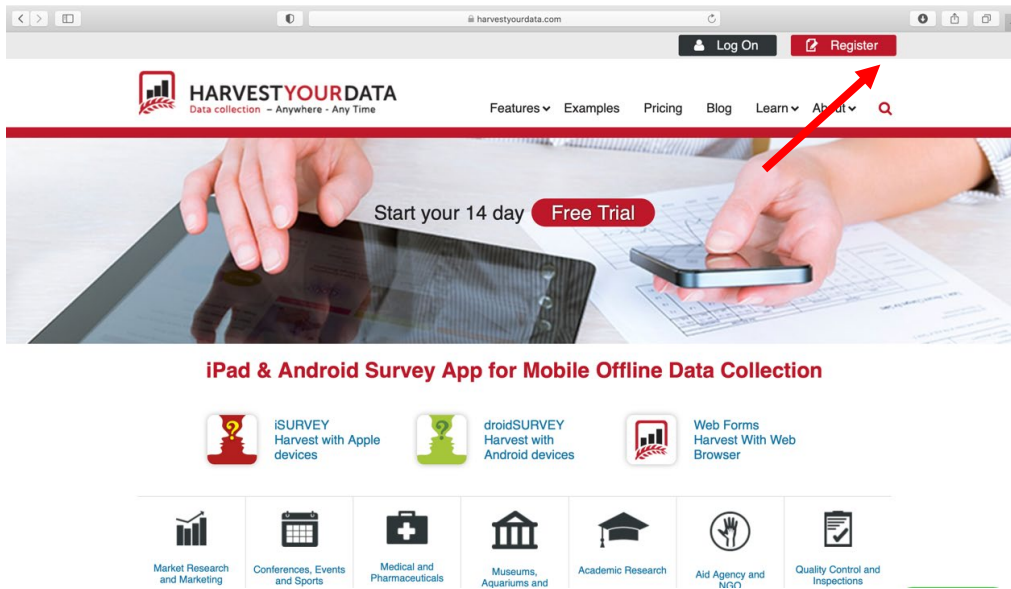 harvestyourdata.com
Log On
Register
HARVESTYOURDATA
Data collection – Anywhere - Any Time
Features
Examples
Pricing
Blog
Learn
About
Start your 14 day Free Trial
iPad & Android Survey App for Mobile Offline Data Collection
iSURVEY
Harvest with Apple
devices
droidSURVEY
Harvest with
Android devices
Web Forms
Harvest With Web
Browser
Market Research
and Marketing
Conferences, Events
and Sports
Medical and
Pharmaceuticals
Museums,
Aquariums and
Academic Research
Aid Agency and
NGO
Quality Control and
Inspections